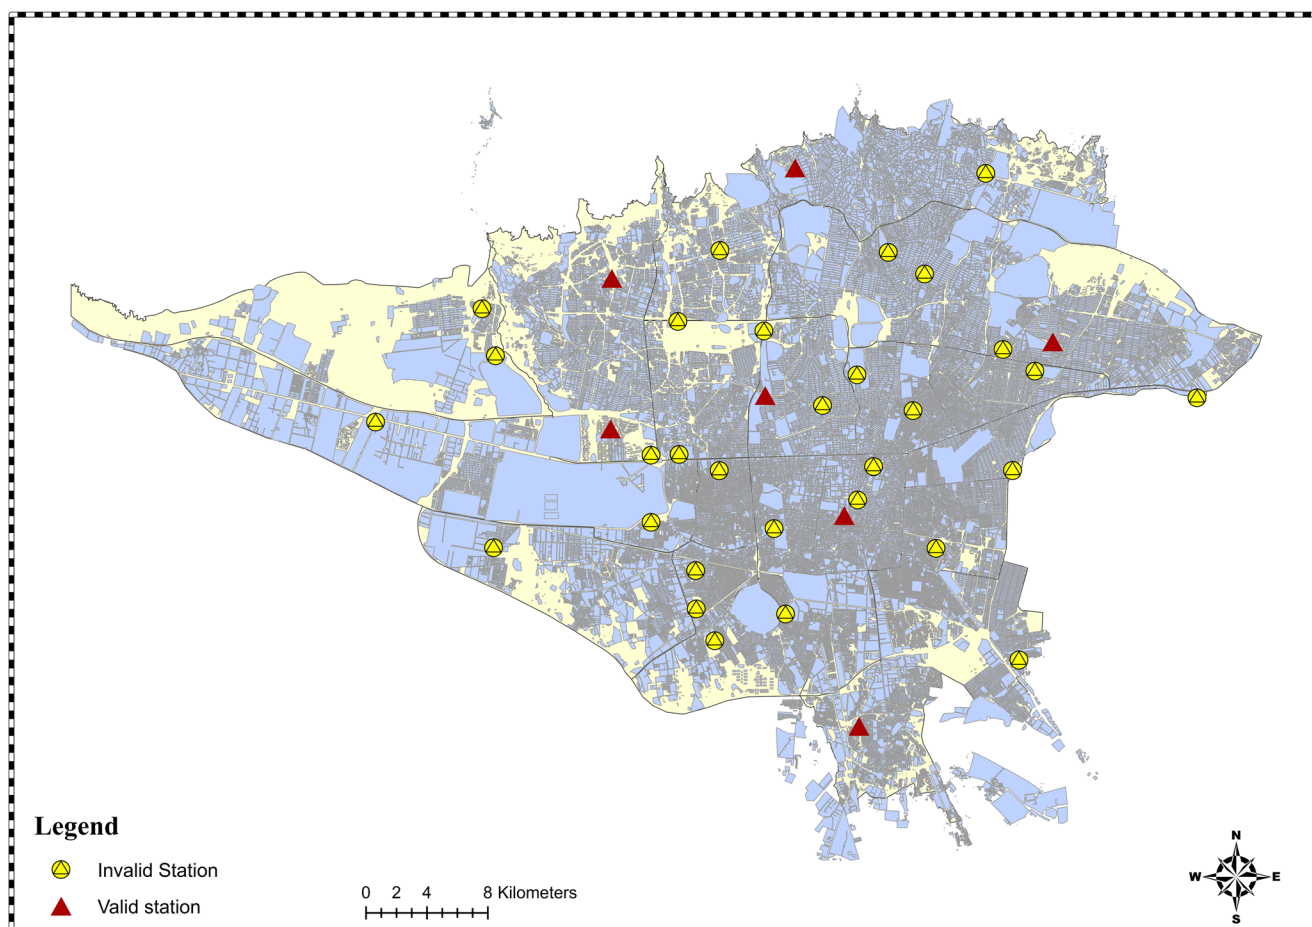 Legend
Invalid Station
Valid station
0 2 4 8 Kilometers
N
W E
S